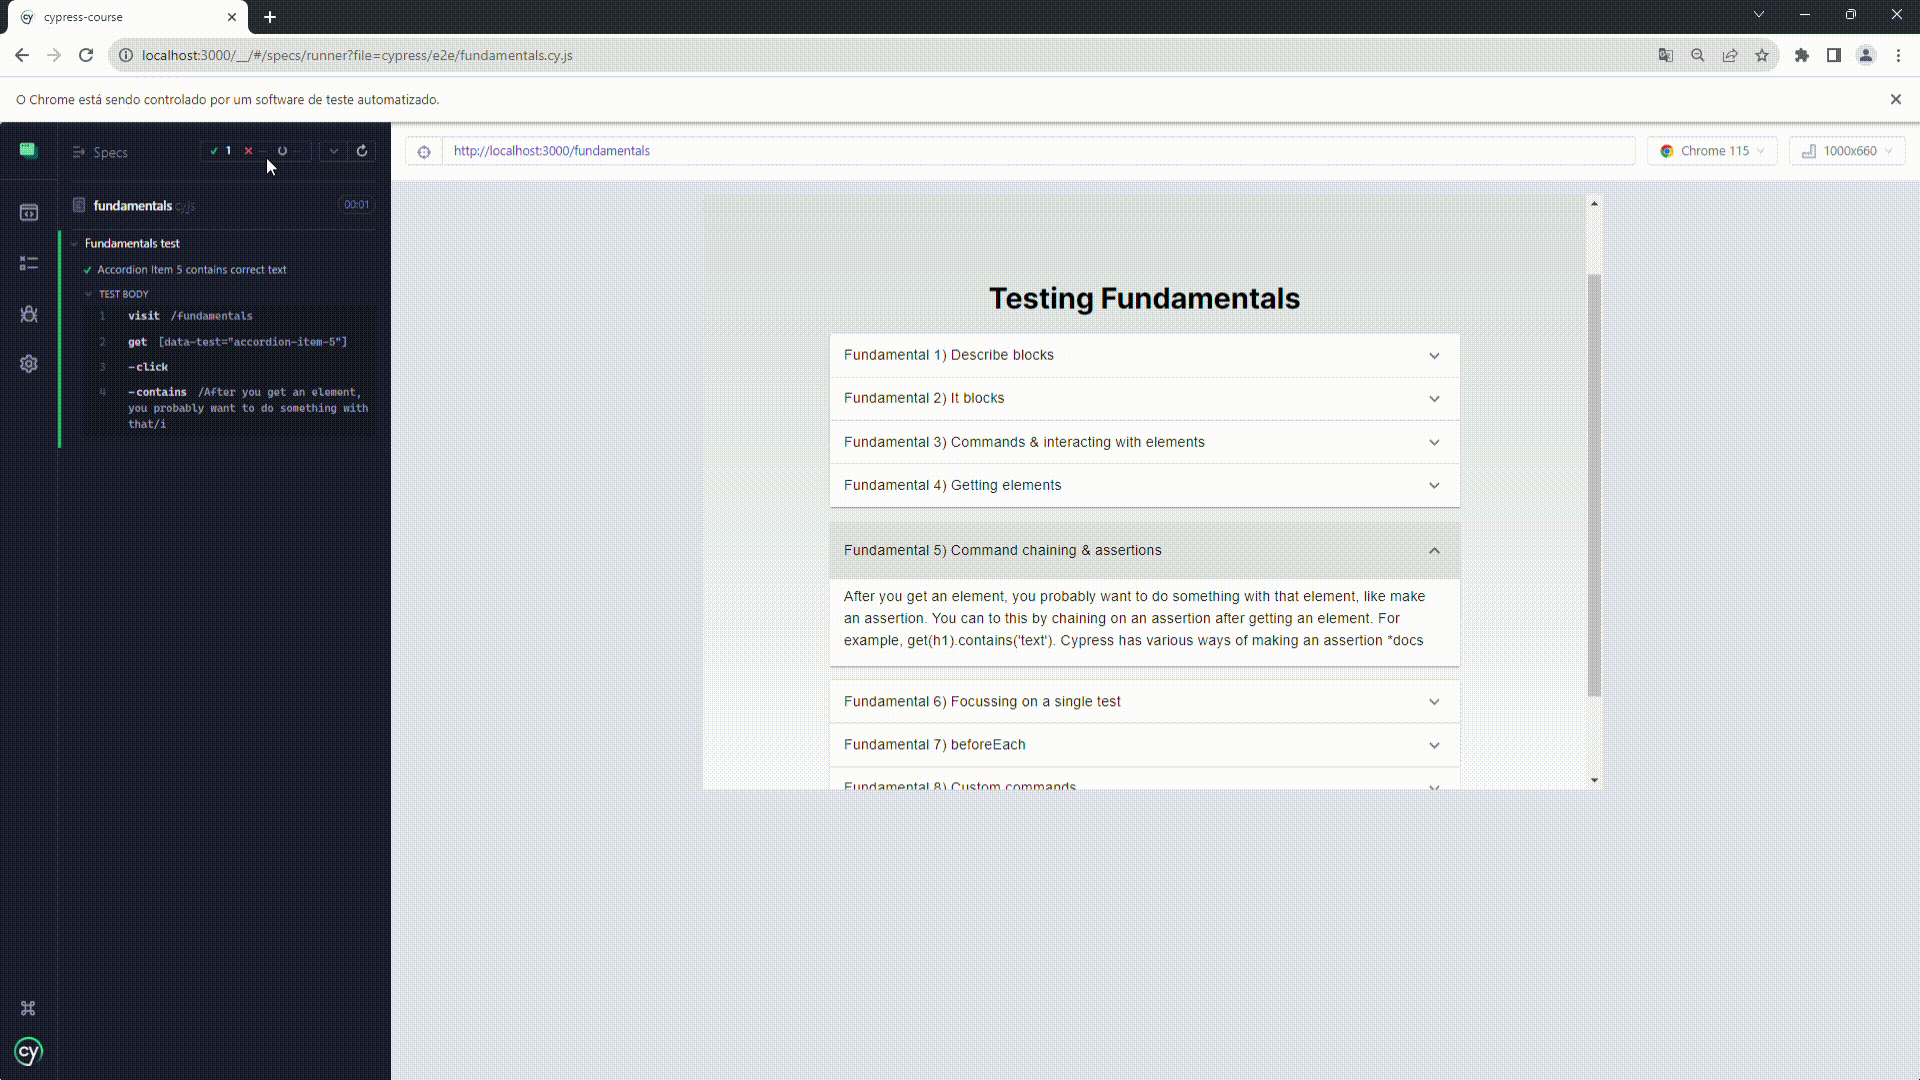 cypress-course
localhost:3000/__/#/specs/runner?file=cypress/e2e/fundamentals.cy.js
O Chrome está sendo controlado por um software de teste automatizado.
Specs
1
--
--
http://localhost:3000/fundamentals
Chrome 115
1000x660
fundamentals.cy.js
00:01
Fundamentals test
Accordion Item 5 contains correct text
TEST BODY
1 visit /fundamentals
2 get [data-test="accordion-item-5"]
3 -click
4 -contains /After you get an element,
you probably want to do something with
that/i
cy
Testing Fundamentals
Fundamental 1) Describe blocks
Fundamental 2) It blocks
Fundamental 3) Commands & interacting with elements
Fundamental 4) Getting elements
Fundamental 5) Command chaining & assertions
After you get an element, you probably want to do something with that element, like make
an assertion. You can to this by chaining on an assertion after getting an element. For
example, get(h1).contains('text'). Cypress has various ways of making an assertion *docs
Fundamental 6) Focussing on a single test
Fundamental 7) beforeEach
Fundamental 8) Custom commands